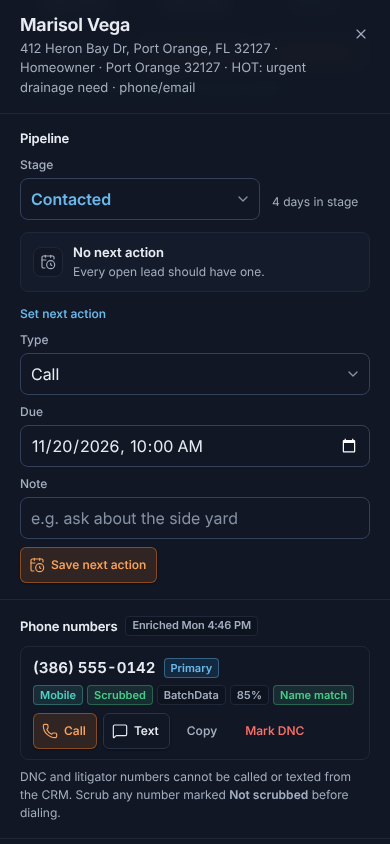 Marisol Vega
412 Heron Bay Dr, Port Orange, FL 32127 ·
Homeowner · Port Orange 32127 · HOT: urgent
drainage need · phone/email
Pipeline
Stage
Contacted
4 days in stage
No next action
Every open lead should have one.
Set next action
Type
Call
Due
11/20/2026, 10:00 AM
Note
e.g. ask about the side yard
Save next action
Phone numbers
Enriched Mon 4:46 PM
(386) 555-0142
Primary
Mobile
Scrubbed
BatchData
85%
Name match
Call
Text
Copy
Mark DNC
DNC and litigator numbers cannot be called or texted from
the CRM. Scrub any number marked Not scrubbed before
dialing.